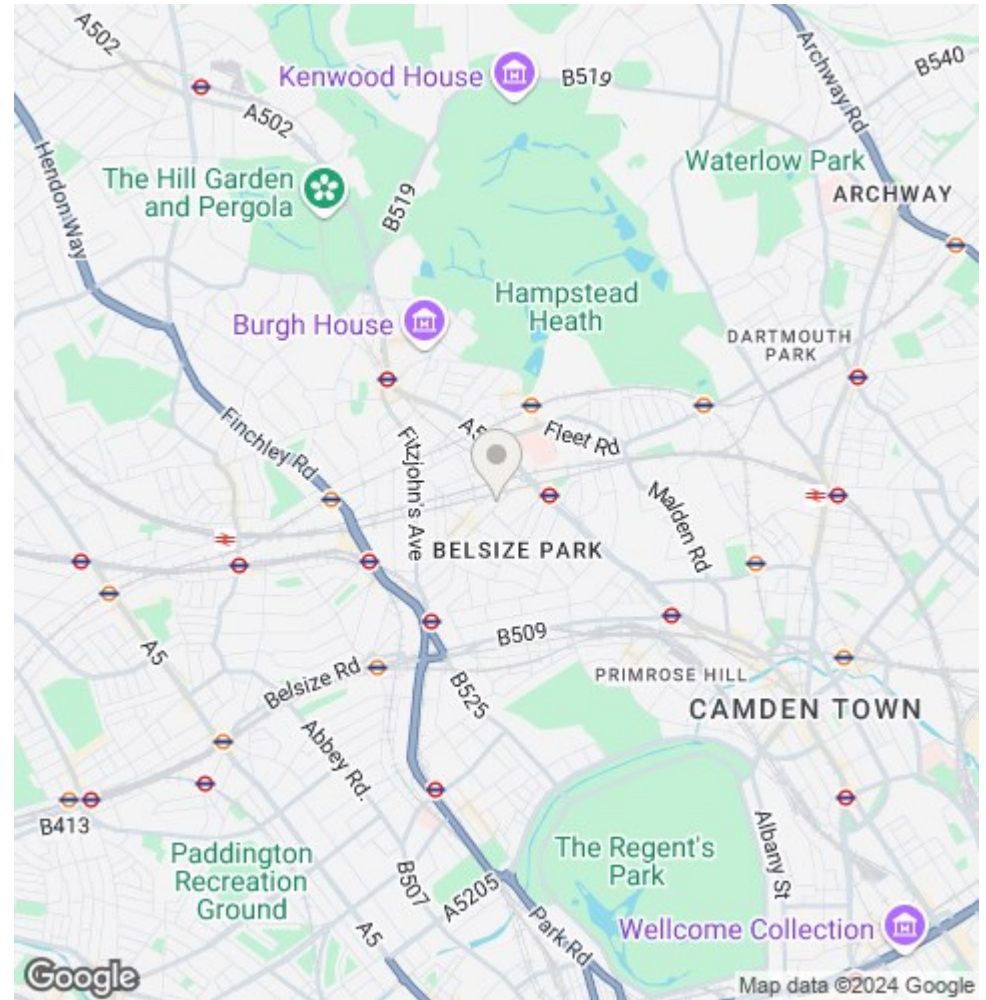 A502
Kenwood House
B519
B540
Archway Rd
A502
Hendon Way
The Hill Garden
and Pergola
B519
Waterlow Park
ARCHWAY
Hampstead
Heath
Burgh House
DARTMOUTH
PARK
Finchley Rd
Fitzjohn's Ave
A5
Fleet Rd
Malden Rd
BELSIZE PARK
A5
B509
Belsize Rd
B525
PRIMROSE HILL
CAMDEN TOWN
Abbey Rd.
B413
Paddington
Recreation
Ground
B507
A5205
The Regent's
Park
Albany St
A5
Park Rd
Wellcome Collection
Google
Map data ©2024 Google